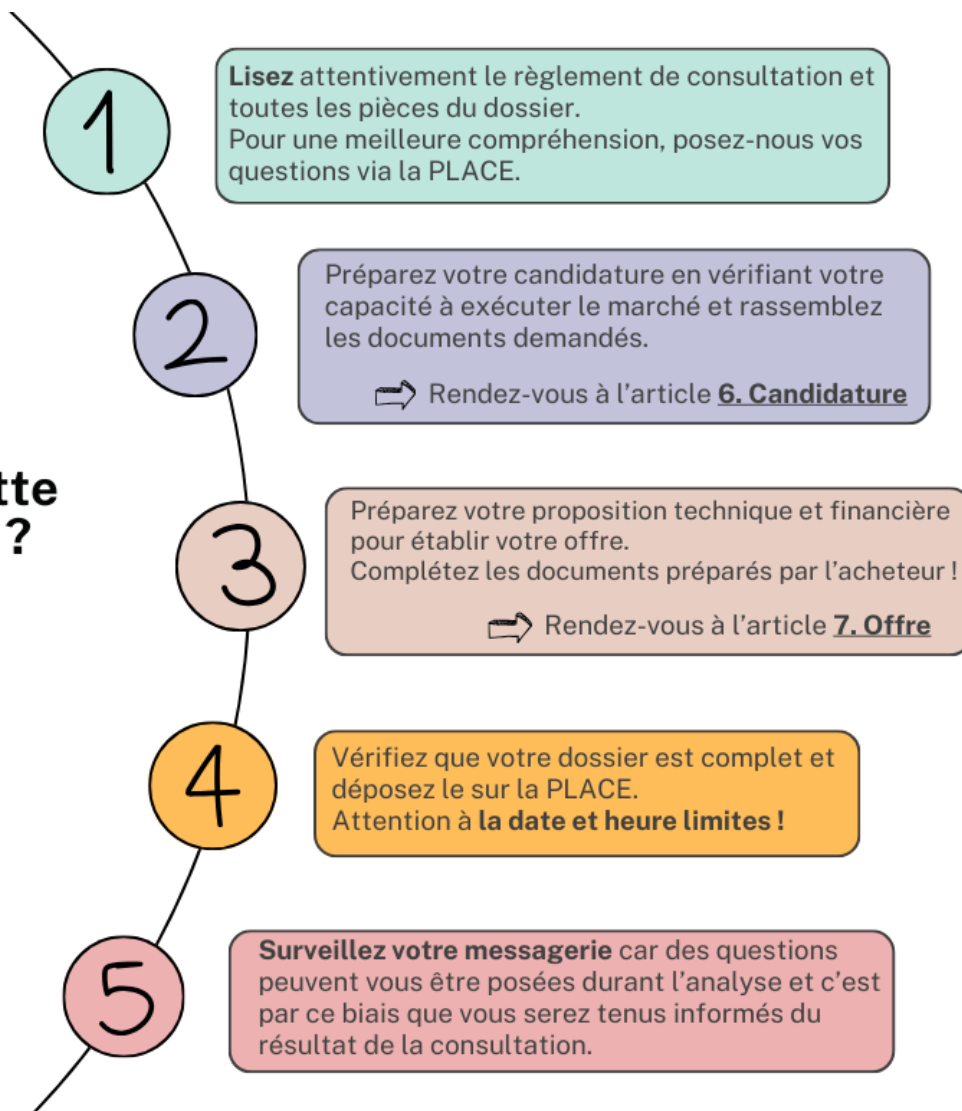 1
Lisez attentivement le règlement de consultation et
toutes les pièces du dossier.
Pour une meilleure compréhension, posez-nous vos
questions via la PLACE.
2
Préparez votre candidature en vérifiant votre
capacité à exécuter le marché et rassemblez
les documents demandés.
Rendez-vous à l'article 6. Candidature
tte
?
3
Préparez votre proposition technique et financière
pour établir votre offre.
Complétez les documents préparés par l'acheteur !
Rendez-vous à l'article 7. Offre
4
Vérifiez que votre dossier est complet et
déposez le sur la PLACE.
Attention à la date et heure limites !
5
Surveillez votre messagerie car des questions
peuvent vous être posées durant l'analyse et c'est
par ce biais que vous serez tenus informés du
résultat de la consultation.